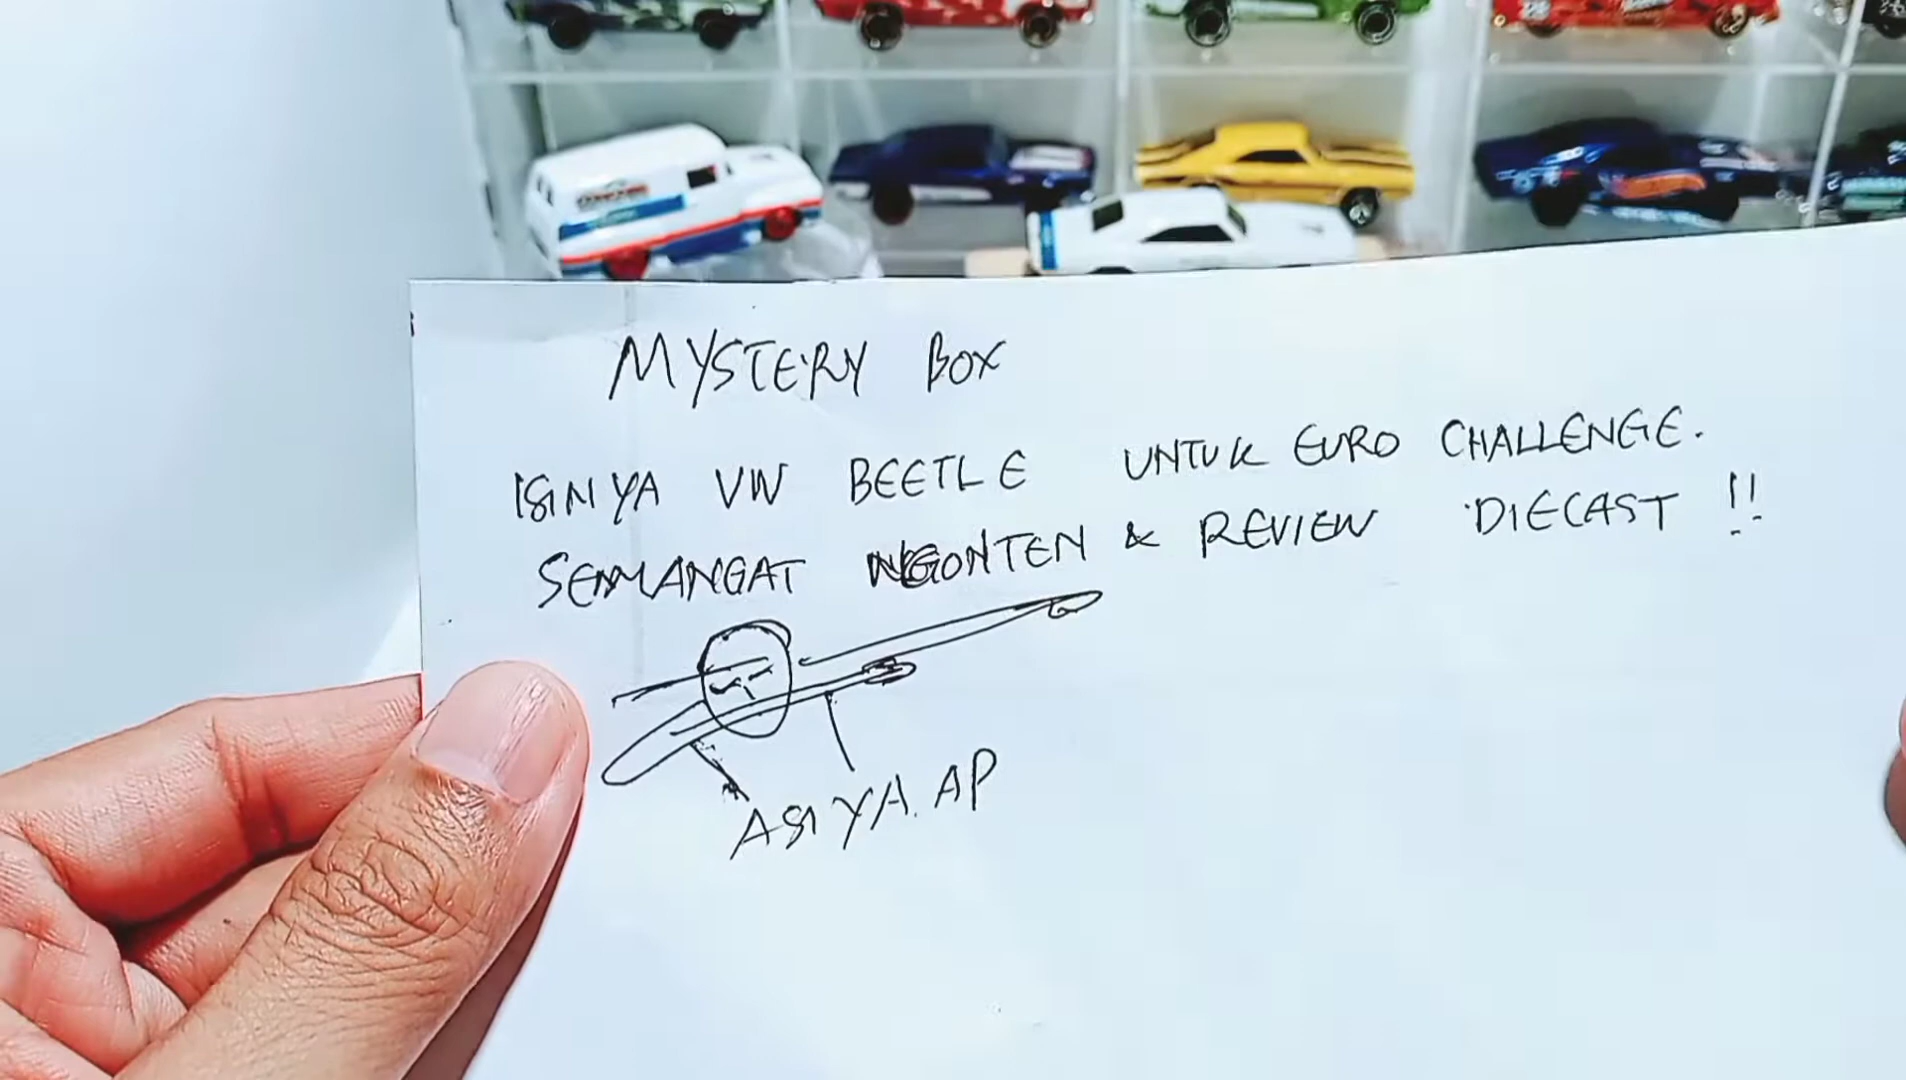 MYSTERY BOX
ISINYA VW BEETLE UNTUK EURO CHALLENGE.
SEMANGAT NGONTEN & REVIEW DIECAST !!
ASIYA.AP